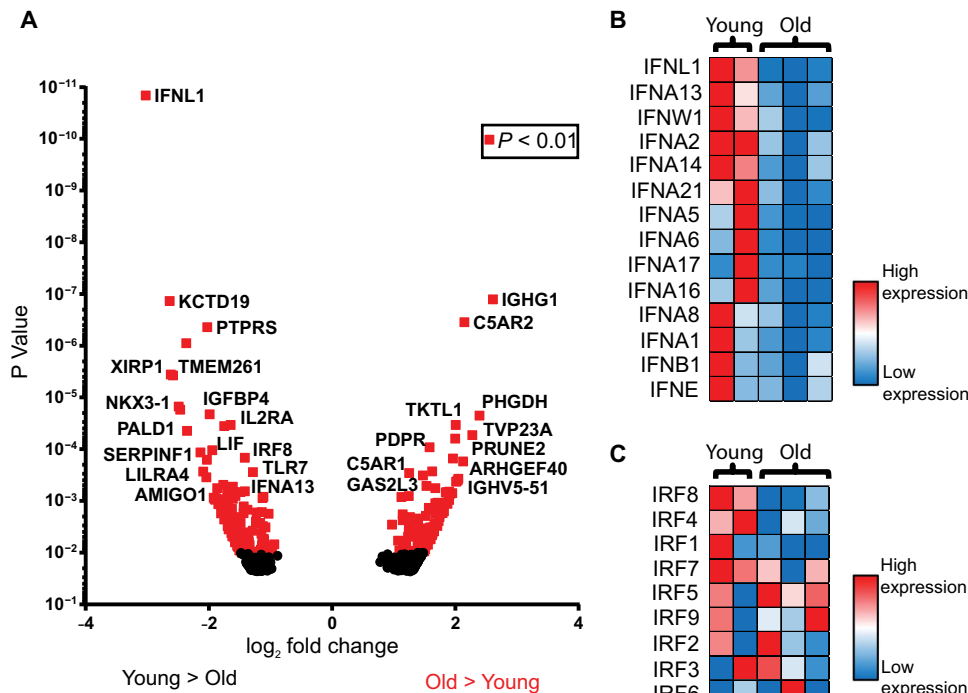 A
P Value
10⁻¹¹
10⁻¹⁰
10⁻⁹
10⁻⁸
10⁻⁷
10⁻⁶
10⁻⁵
10⁻⁴
10⁻³
10⁻²
10⁻¹
−4
−2
0
2
4
log₂ fold change
Young > Old
Old > Young
P < 0.01
IFNL1
KCTD19
PTPRS
XIRP1
TMEM261
NKX3-1
IGFBP4
IL2RA
PALD1
LIF
SERPINF1
IRF8
LILRA4
TLR7
AMIGO1
IFNA13
IGHG1
C5AR2
PHGDH
TKTL1
TVP23A
PDPR
PRUNE2
C5AR1
ARHGEF40
GAS2L3
IGHV5-51
B
Young
Old
IFNL1
IFNA13
IFNW1
IFNA2
IFNA14
IFNA21
IFNA5
IFNA6
IFNA17
IFNA16
IFNA8
IFNA1
IFNB1
IFNE
High
expression
Low
expression
C
Young
Old
IRF8
IRF4
IRF1
IRF7
IRF5
IRF9
IRF2
IRF3
IRF6
High
expression
Low
expression